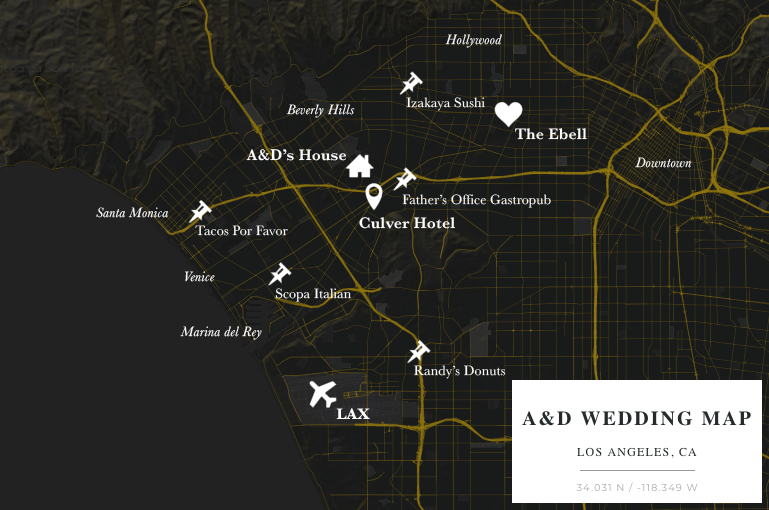 Hollywood
Izakaya Sushi
Beverly Hills
The Ebell
A&D's House
Downtown
Father's Office Gastropub
Santa Monica
Culver Hotel
Tacos Por Favor
Venice
Scopa Italian
Marina del Rey
Randy's Donuts
LAX
A&D WEDDING MAP
LOS ANGELES, CA
34.031 N / -118.349 W